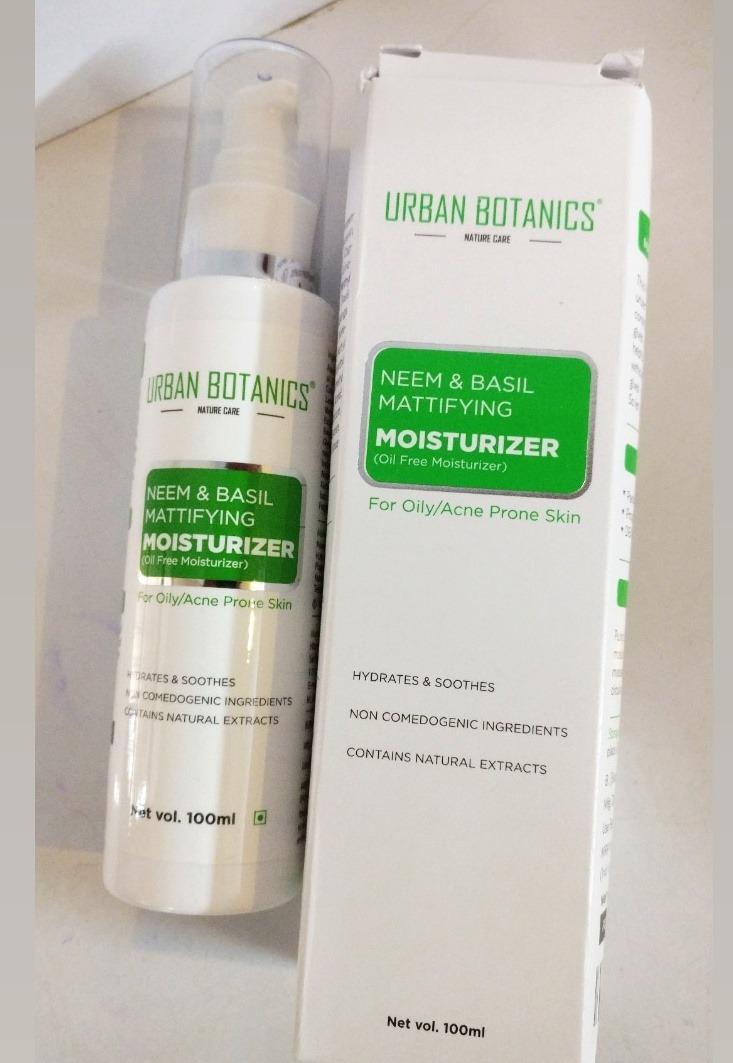 URBAN BOTANICS®
NATURE CARE
NEEM & BASIL
MATTIFYING
MOISTURIZER
(Oil Free Moisturizer)
For Oily/Acne Prone Skin
HYDRATES & SOOTHES
NON COMEDOGENIC INGREDIENTS
CONTAINS NATURAL EXTRACTS
Net vol. 100ml
URBAN BOTANICS®
NATURE CARE
NEEM & BASIL
MATTIFYING
MOISTURIZER
(Oil Free Moisturizer)
For Oily/Acne Prone Skin
HYDRATES & SOOTHES
NON COMEDOGENIC INGREDIENTS
CONTAINS NATURAL EXTRACTS
Net vol. 100ml